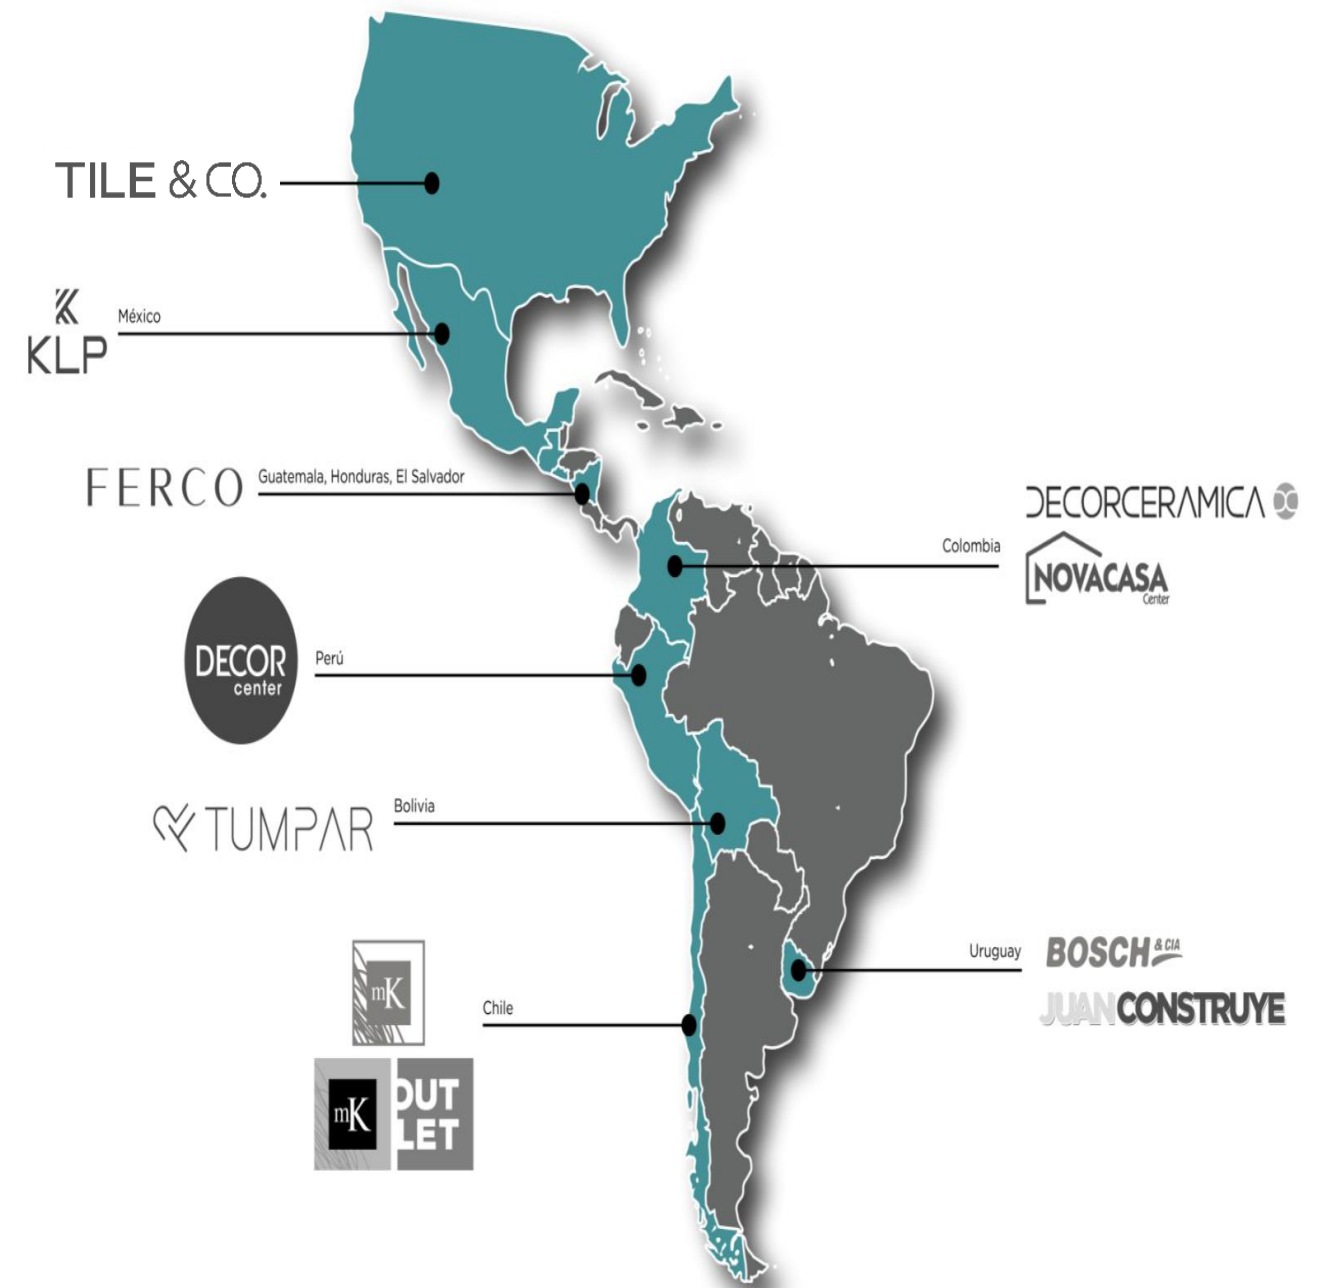 TILE & CO.
México
KLP
FERCO
Guatemala, Honduras, El Salvador
DECORCERAMICA
Colombia
NOVACASA
Center
DECOR
center
Perú
TUMPAR
Bolivia
Uruguay
BOSCH & CIA
JUAN CONSTRUYE
mK
Chile
mK
OUT
LET